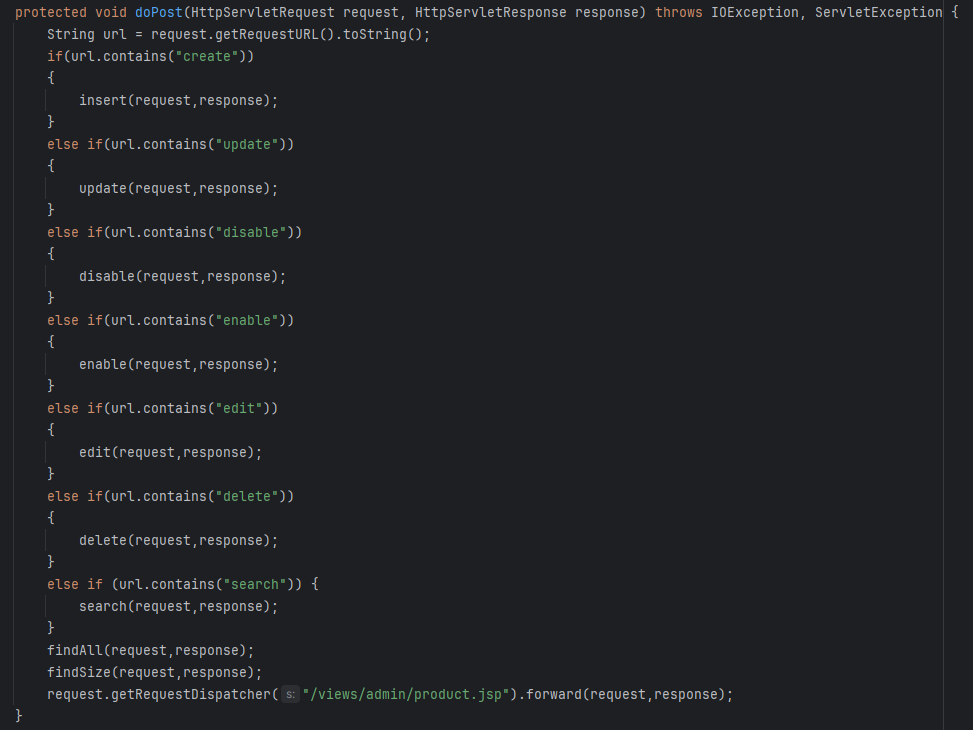 protected void doPost(HttpServletRequest request, HttpServletResponse response) throws IOException, ServletException {
    String url = request.getRequestURL().toString();
    if(url.contains("create"))
    {
        insert(request,response);
    }
    else if(url.contains("update"))
    {
        update(request,response);
    }
    else if(url.contains("disable"))
    {
        disable(request,response);
    }
    else if(url.contains("enable"))
    {
        enable(request,response);
    }
    else if(url.contains("edit"))
    {
        edit(request,response);
    }
    else if(url.contains("delete"))
    {
        delete(request,response);
    }
    else if (url.contains("search")) {
        search(request,response);
    }
    findAll(request,response);
    findSize(request,response);
    request.getRequestDispatcher( s: "/views/admin/product.jsp").forward(request,response);
}